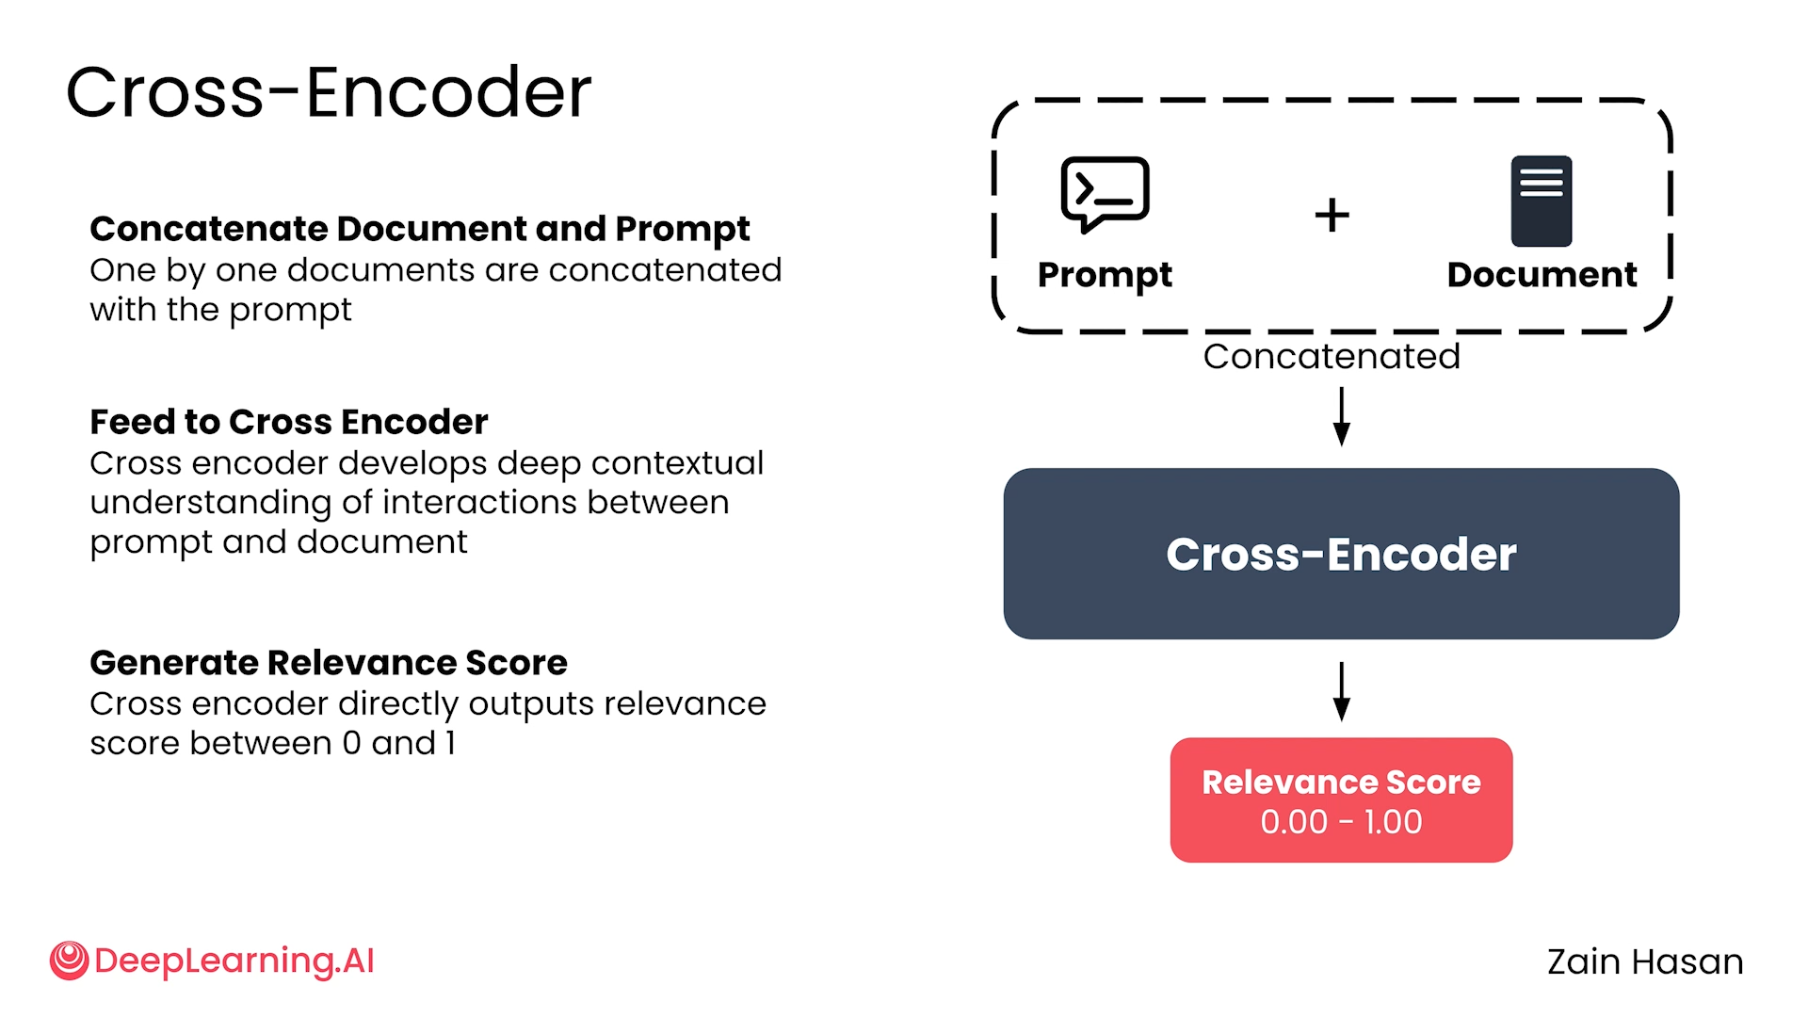 Cross-Encoder
Concatenate Document and Prompt
One by one documents are concatenated
with the prompt
Feed to Cross Encoder
Cross encoder develops deep contextual
understanding of interactions between
prompt and document
Generate Relevance Score
Cross encoder directly outputs relevance
score between 0 and 1
Prompt + Document
Concatenated
Cross-Encoder
Relevance Score
0.00 - 1.00
DeepLearning.AI
Zain Hasan